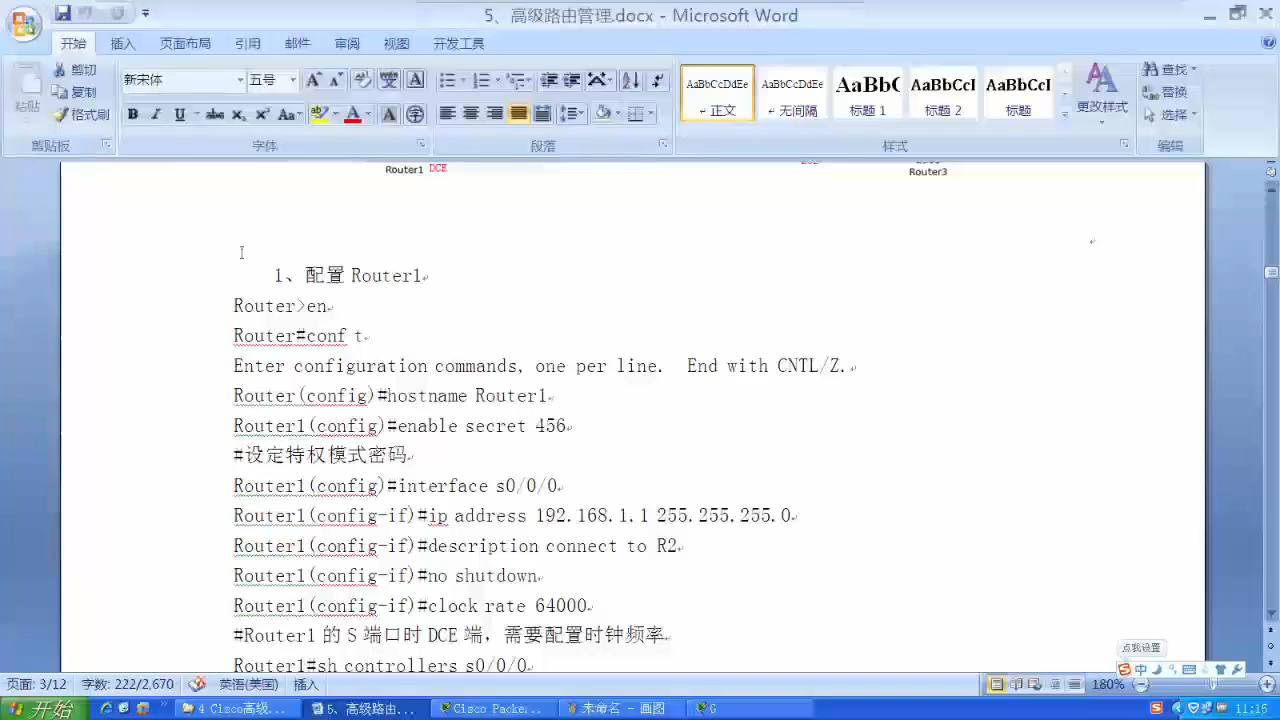 5、高级路由管理.docx - Microsoft Word
开始 插入 页面布局 引用 邮件 审阅 视图 开发工具
剪切
复制
格式刷
粘贴
新宋体 五号
AaBbCcDdEe AaBbCcDdEe AaBbC AaBbCcI AaBbCcI
正文 无间隔 标题 1 标题 2 标题
更改样式
查找
替换
选择
剪贴板 字体 段落 样式 编辑
Router1 DCE
Router3
1、配置 Router1
Router>en
Router#conf t
Enter configuration commands, one per line. End with CNTL/Z.
Router(config)#hostname Router1
Router1(config)#enable secret 456
#设定特权模式密码
Router1(config)#interface s0/0/0
Router1(config-if)#ip address 192.168.1.1 255.255.255.0
Router1(config-if)#description connect to R2
Router1(config-if)#no shutdown
Router1(config-if)#clock rate 64000
#Router1 的 S 端口时 DCE 端，需要配置时钟频率
Router1#sh controllers s0/0/0
点我设置
中
页面: 3/12 字数: 222/2,670 英语(美国) 插入 180%
开始 4 Cisco高级... 5、高级路由... Cisco Packe... 未命名 - 画图 G 11:15